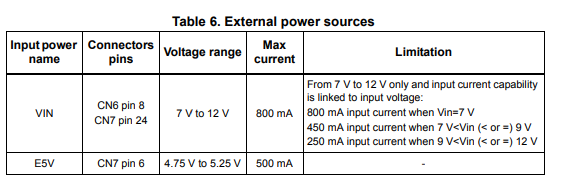 Table 6. External power sources
Input power name | Connectors pins | Voltage range | Max current | Limitation
VIN | CN6 pin 8 CN7 pin 24 | 7 V to 12 V | 800 mA | From 7 V to 12 V only and input current capability
is linked to input voltage:
800 mA input current when Vin=7 V
450 mA input current when 7 V<Vin (< or =) 9 V
250 mA input current when 9 V<Vin (< or =) 12 V
E5V | CN7 pin 6 | 4.75 V to 5.25 V | 500 mA | -